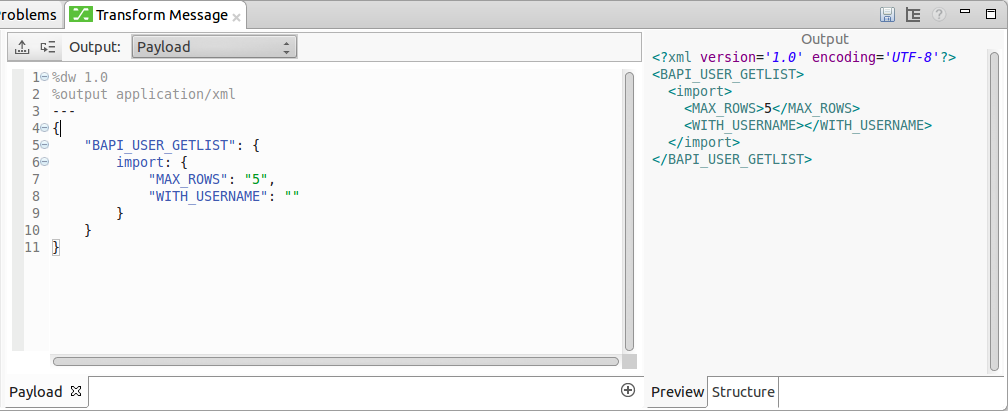 roblems Transform Message
Output: Payload
1 %dw 1.0
2 %output application/xml
3 ---
4 {
5     "BAPI_USER_GETLIST": {
6         import: {
7             "MAX_ROWS": "5",
8             "WITH_USERNAME": ""
9         }
10     }
11 }
Payload
Output
<?xml version='1.0' encoding='UTF-8'?>
<BAPI_USER_GETLIST>
  <import>
    <MAX_ROWS>5</MAX_ROWS>
    <WITH_USERNAME></WITH_USERNAME>
  </import>
</BAPI_USER_GETLIST>
Preview Structure